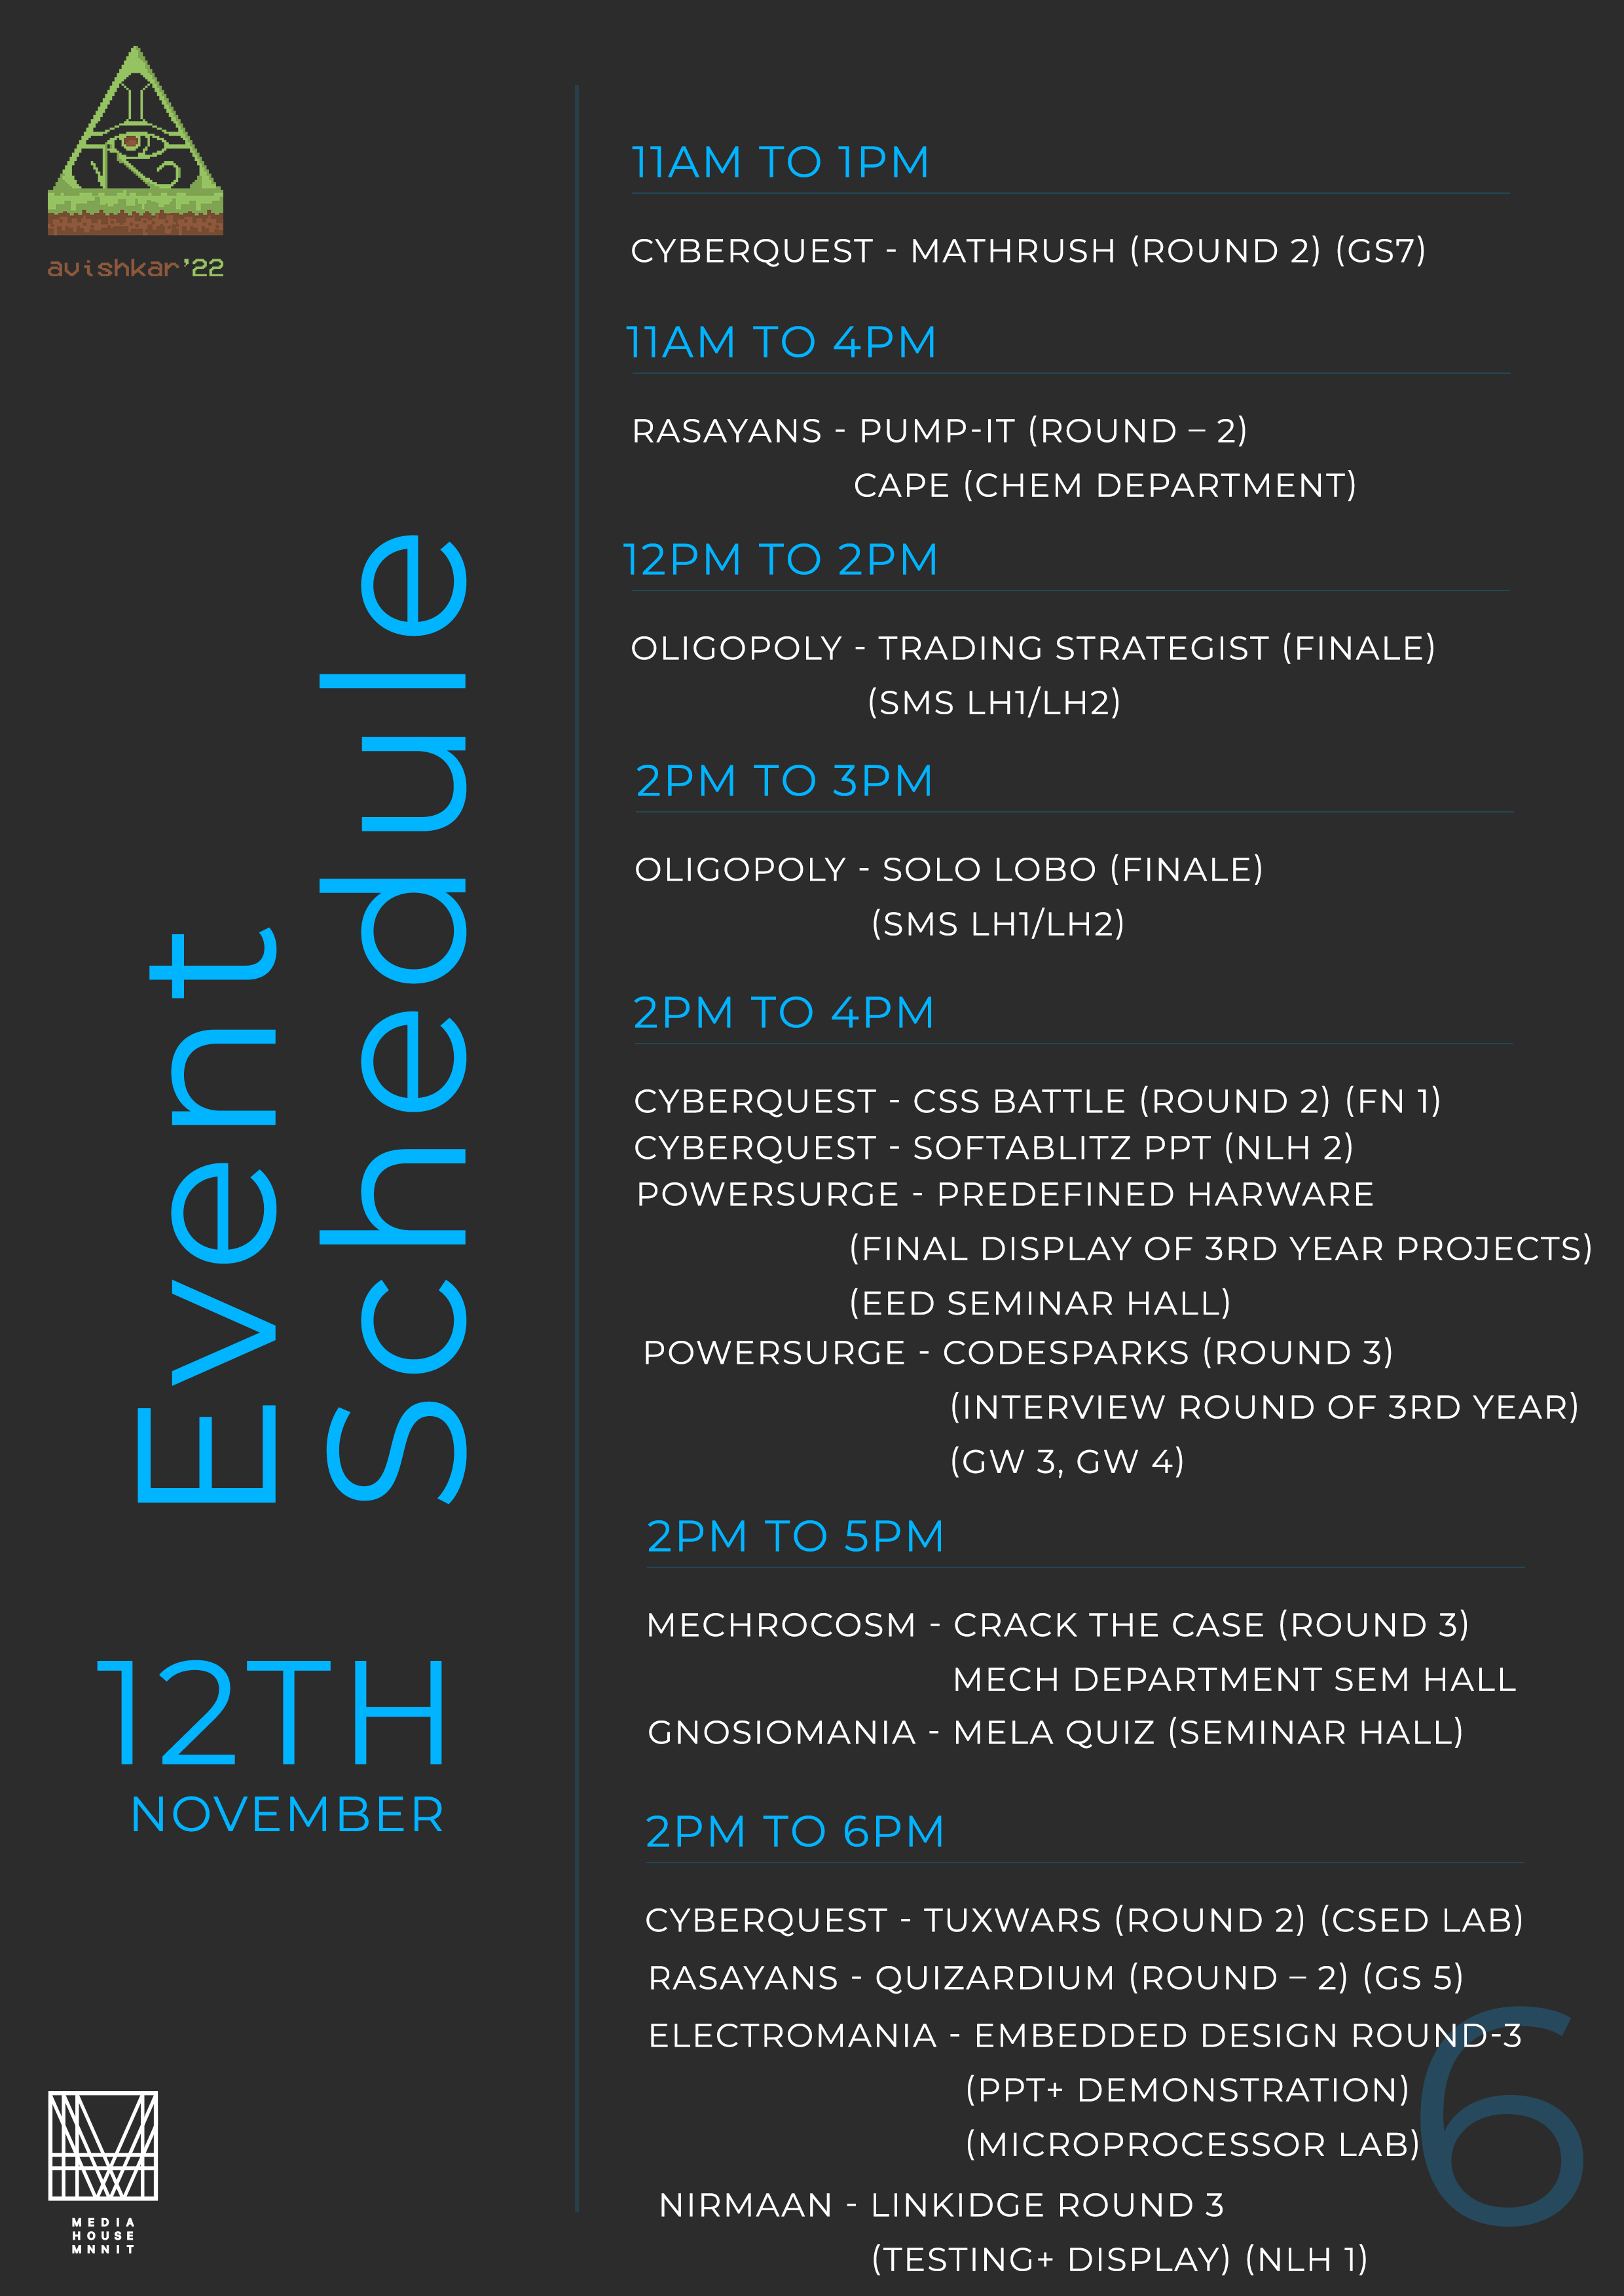 avishkar'22
Event
Schedule
12TH
NOVEMBER
11AM TO 1PM
CYBERQUEST - MATHRUSH (ROUND 2) (GS7)
11AM TO 4PM
RASAYANS - PUMP-IT (ROUND – 2)
CAPE (CHEM DEPARTMENT)
12PM TO 2PM
OLIGOPOLY - TRADING STRATEGIST (FINALE)
(SMS LH1/LH2)
2PM TO 3PM
OLIGOPOLY - SOLO LOBO (FINALE)
(SMS LH1/LH2)
2PM TO 4PM
CYBERQUEST - CSS BATTLE (ROUND 2) (FN 1)
CYBERQUEST - SOFTABLITZ PPT (NLH 2)
POWERSURGE - PREDEFINED HARWARE
(FINAL DISPLAY OF 3RD YEAR PROJECTS)
(EED SEMINAR HALL)
POWERSURGE - CODESPARKS (ROUND 3)
(INTERVIEW ROUND OF 3RD YEAR)
(GW 3, GW 4)
2PM TO 5PM
MECHROCOSM - CRACK THE CASE (ROUND 3)
MECH DEPARTMENT SEM HALL
GNOSIOMANIA - MELA QUIZ (SEMINAR HALL)
2PM TO 6PM
CYBERQUEST - TUXWARS (ROUND 2) (CSED LAB)
RASAYANS - QUIZARDIUM (ROUND – 2) (GS 5)
ELECTROMANIA - EMBEDDED DESIGN ROUND-3
(PPT+ DEMONSTRATION)
(MICROPROCESSOR LAB)
NIRMAAN - LINKIDGE ROUND 3
(TESTING+ DISPLAY) (NLH 1)
6
MEDIA
HOUSE
MNNIT